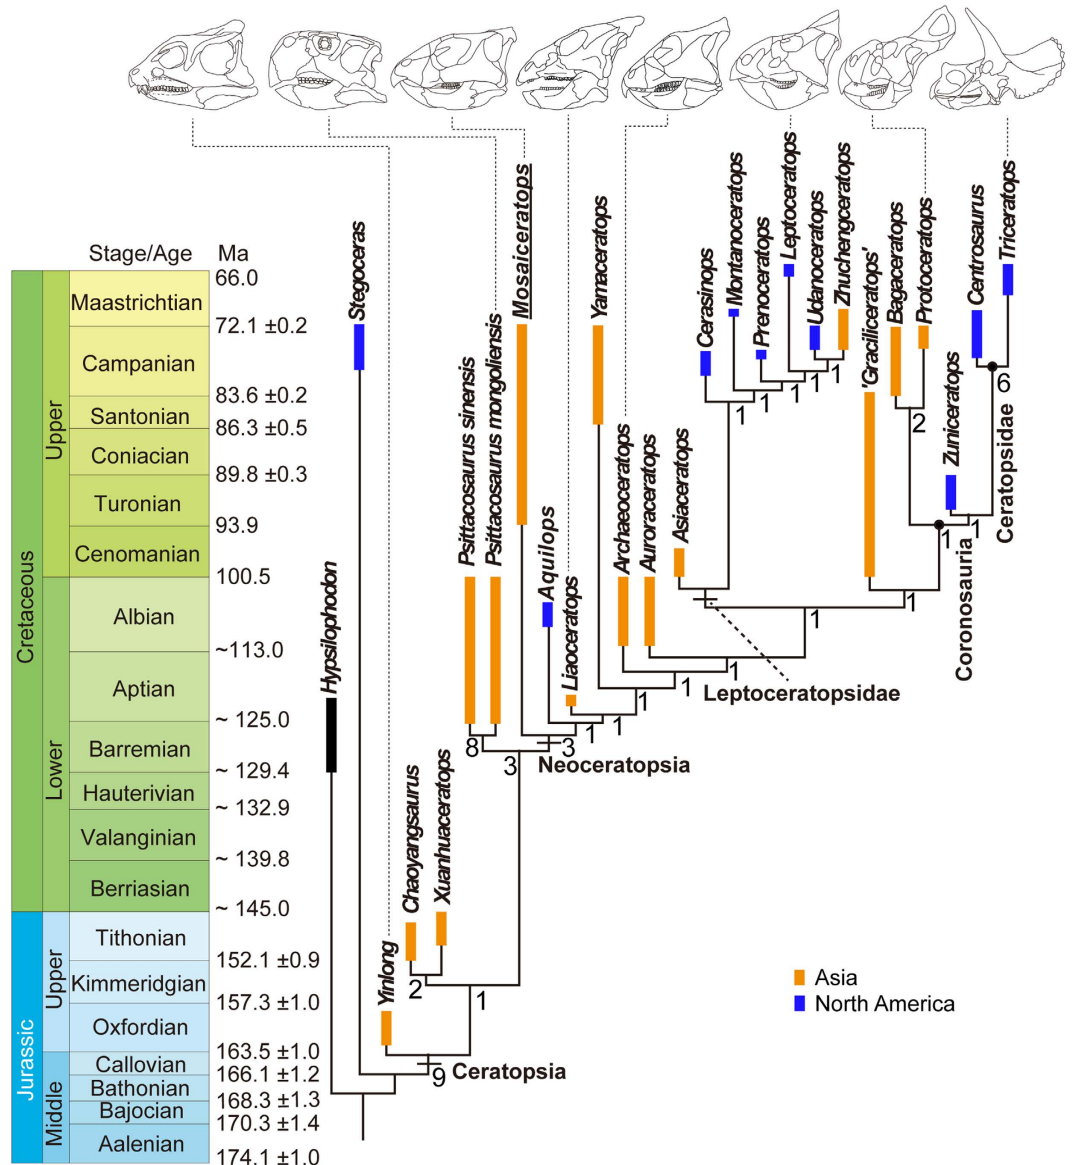 Stage/Age Ma
Cretaceous
Jurassic
Upper
Lower
Upper
Middle
66.0
Maastrichtian
72.1 ±0.2
Campanian
83.6 ±0.2
Santonian
86.3 ±0.5
Coniacian
89.8 ±0.3
Turonian
93.9
Cenomanian
100.5
Albian
~113.0
Aptian
~ 125.0
Barremian
~ 129.4
Hauterivian
~ 132.9
Valanginian
~ 139.8
Berriasian
~ 145.0
Tithonian
152.1 ±0.9
Kimmeridgian
157.3 ±1.0
Oxfordian
163.5 ±1.0
Callovian
166.1 ±1.2
Bathonian
168.3 ±1.3
Bajocian
170.3 ±1.4
Aalenian
174.1 ±1.0
Hypsilophodon
Stegoceras
Yinlong
Chaoyangsaurus
Xuanhuaceratops
Psittacosaurus sinensis
Psittacosaurus mongoliensis
Mosaiceratops
Aquilops
Liaoceratops
Yamaceratops
Archaeoceratops
Auroraceratops
Asiaceratops
Cerasinops
Montanoceratops
Prenoceratops
Leptoceratops
Udanoceratops
Zhuchengceratops
'Graciliceratops'
Bagaceratops
Protoceratops
Zuniceratops
Centrosaurus
Triceratops
1
1
1
1
1
6
2
1
1
1
1
1
1
1
1
8
3
3
2
1
9
Ceratopsidae
Coronosauria
Leptoceratopsidae
Neoceratopsia
Ceratopsia
Asia
North America